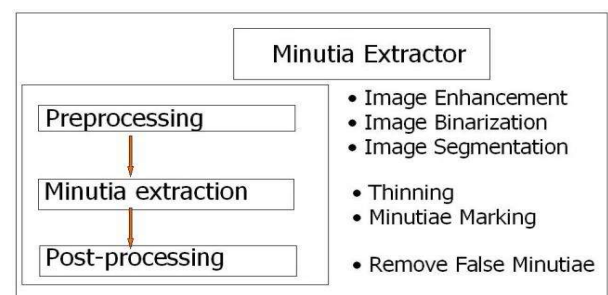 Minutia Extractor
Preprocessing
• Image Enhancement
• Image Binarization
• Image Segmentation
Minutia extraction
• Thinning
• Minutiae Marking
Post-processing
• Remove False Minutiae